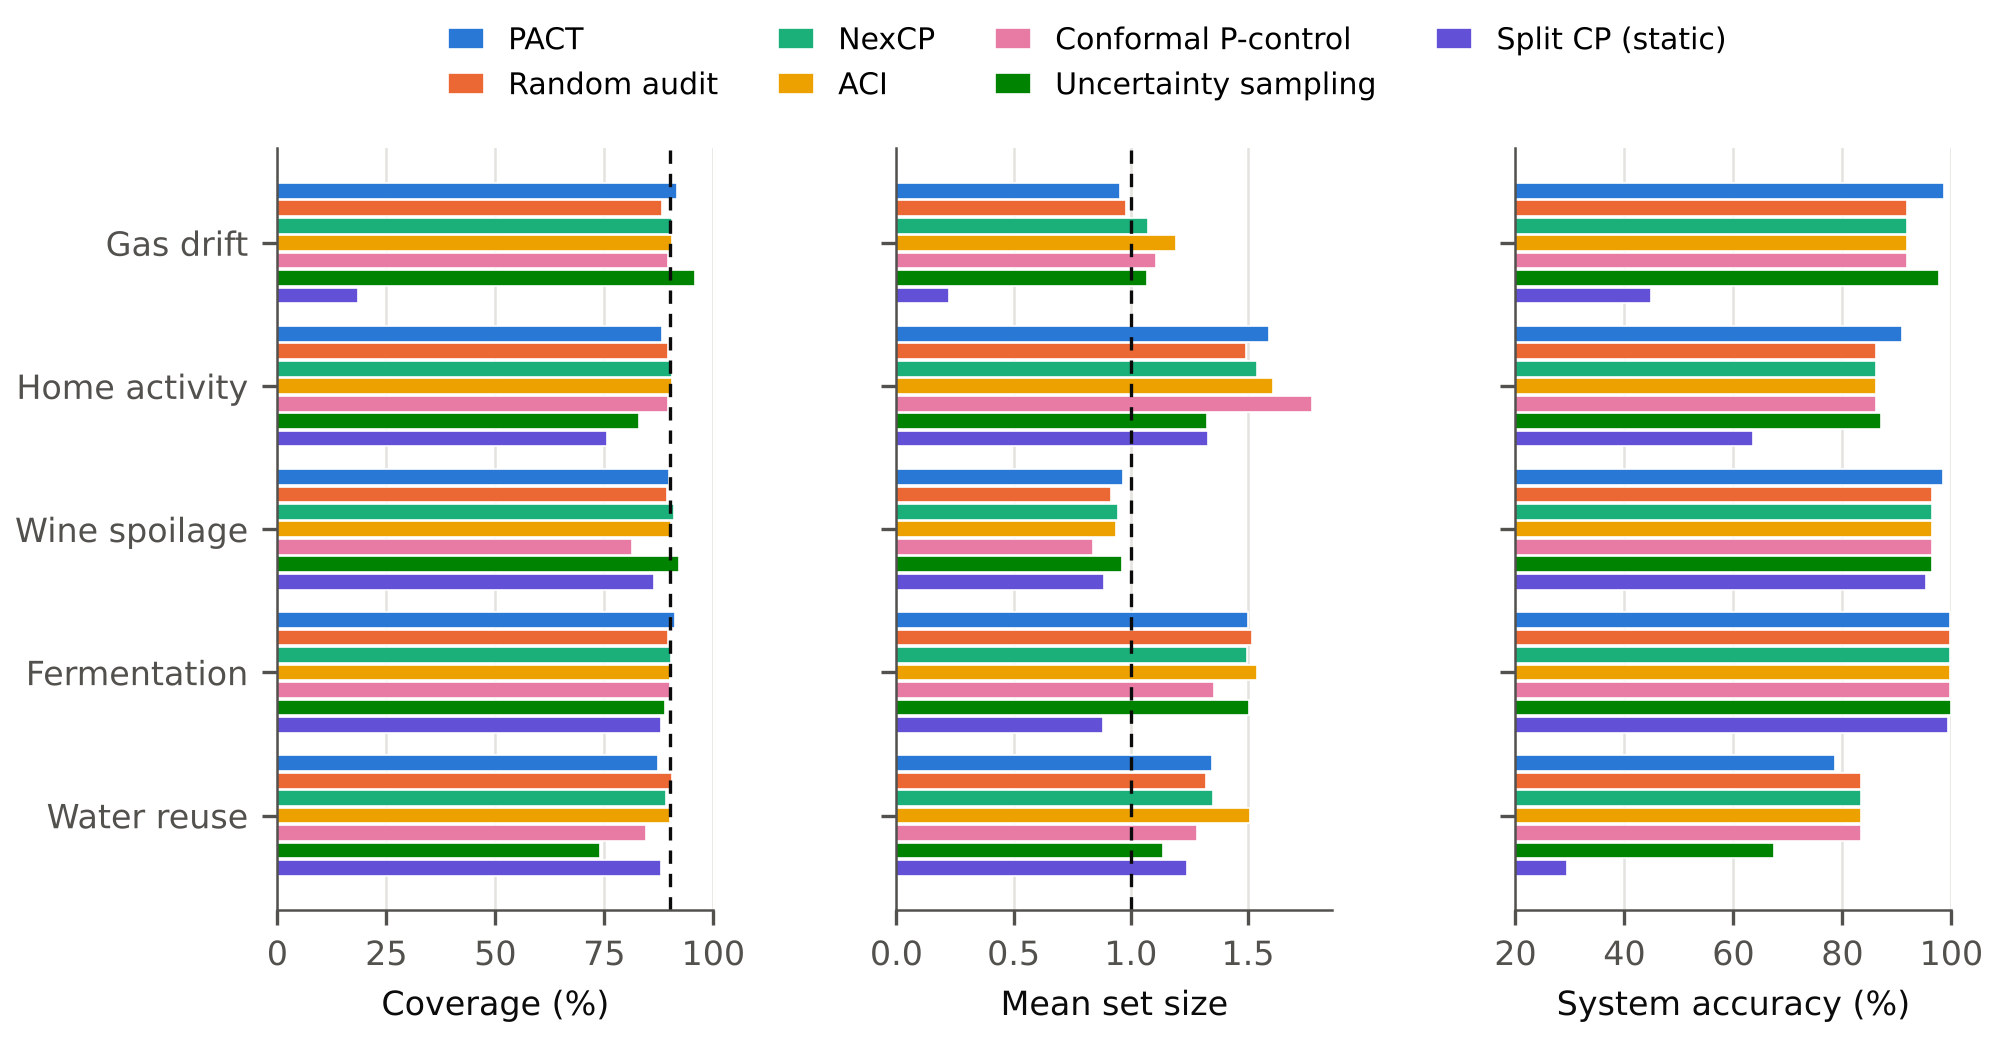 PACT
NexCP
Conformal P-control
Split CP (static)
Random audit
ACI
Uncertainty sampling
Gas drift
Home activity
Wine spoilage
Fermentation
Water reuse
0 25 50 75 100
Coverage (%)
0.0 0.5 1.0 1.5
Mean set size
20 40 60 80 100
System accuracy (%)